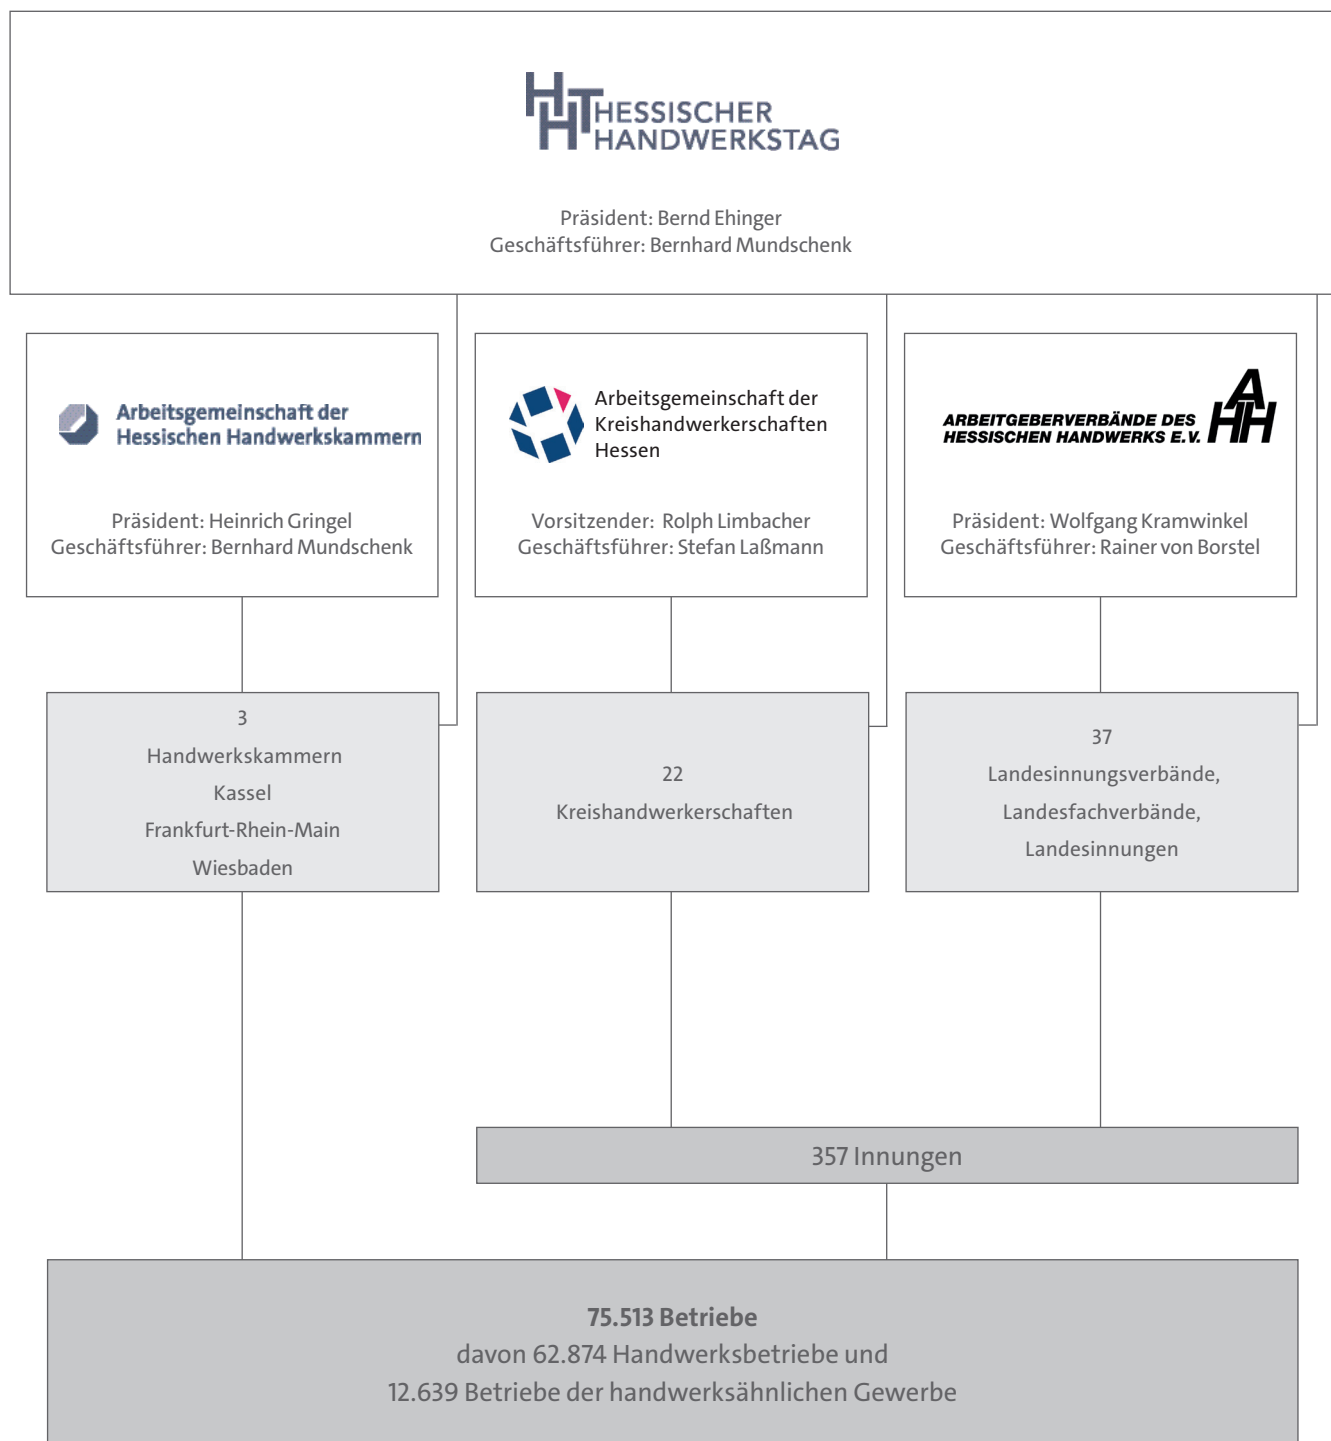 HHT HESSISCHER
HANDWERKSTAG
Präsident: Bernd Ehinger
Geschäftsführer: Bernhard Mundschenk
Arbeitsgemeinschaft der
Hessischen Handwerkskammern
Präsident: Heinrich Gringel
Geschäftsführer: Bernhard Mundschenk
Arbeitsgemeinschaft der
Kreishandwerkerschaften
Hessen
Vorsitzender: Rolph Limbacher
Geschäftsführer: Stefan Laßmann
ARBEITGEBERVERBÄNDE DES
HESSISCHEN HANDWERKS E.V.
AHH
Präsident: Wolfgang Kramwinkel
Geschäftsführer: Rainer von Borstel
3
Handwerkskammern
Kassel
Frankfurt-Rhein-Main
Wiesbaden
22
Kreishandwerkerschaften
37
Landesinnungsverbände,
Landesfachverbände,
Landesinnungen
357 Innungen
75.513 Betriebe
davon 62.874 Handwerksbetriebe und
12.639 Betriebe der handwerksähnlichen Gewerbe